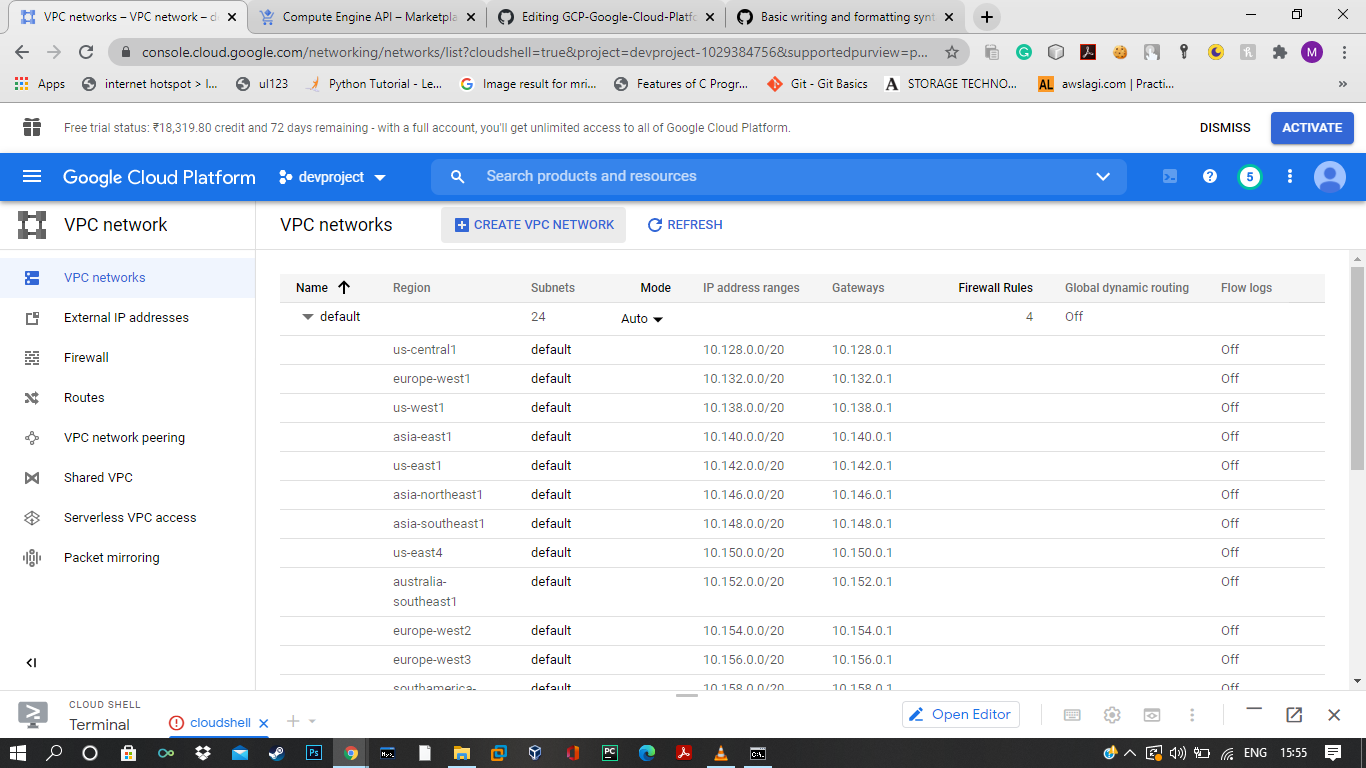 VPC networks – VPC network – d
Compute Engine API – Marketpla
Editing GCP-Google-Cloud-Platfo
Basic writing and formatting synt
console.cloud.google.com/networking/networks/list?cloudshell=true&project=devproject-1029384756&supportedpurview=p...
M
Apps
internet hotspot > I...
ul123
Python Tutorial - Le...
Image result for mri...
Features of C Progr...
Git - Git Basics
STORAGE TECHNO...
awslagi.com | Practi...
»
Free trial status: ₹18,319.80 credit and 72 days remaining - with a full account, you'll get unlimited access to all of Google Cloud Platform.
DISMISS
ACTIVATE
Google Cloud Platform
devproject
Search products and resources
5
VPC network
VPC networks
External IP addresses
Firewall
Routes
VPC network peering
Shared VPC
Serverless VPC access
Packet mirroring
VPC networks
CREATE VPC NETWORK
REFRESH
Name Region Subnets Mode IP address ranges Gateways Firewall Rules Global dynamic routing Flow logs
default 24 Auto 4 Off
us-central1 default 10.128.0.0/20 10.128.0.1 Off
europe-west1 default 10.132.0.0/20 10.132.0.1 Off
us-west1 default 10.138.0.0/20 10.138.0.1 Off
asia-east1 default 10.140.0.0/20 10.140.0.1 Off
us-east1 default 10.142.0.0/20 10.142.0.1 Off
asia-northeast1 default 10.146.0.0/20 10.146.0.1 Off
asia-southeast1 default 10.148.0.0/20 10.148.0.1 Off
us-east4 default 10.150.0.0/20 10.150.0.1 Off
australia- default 10.152.0.0/20 10.152.0.1 Off
southeast1
europe-west2 default 10.154.0.0/20 10.154.0.1 Off
europe-west3 default 10.156.0.0/20 10.156.0.1 Off
southamerica- default 10.158.0.0/20 10.158.0.1 Off
CLOUD SHELL
Terminal
cloudshell
Open Editor
ENG
15:55